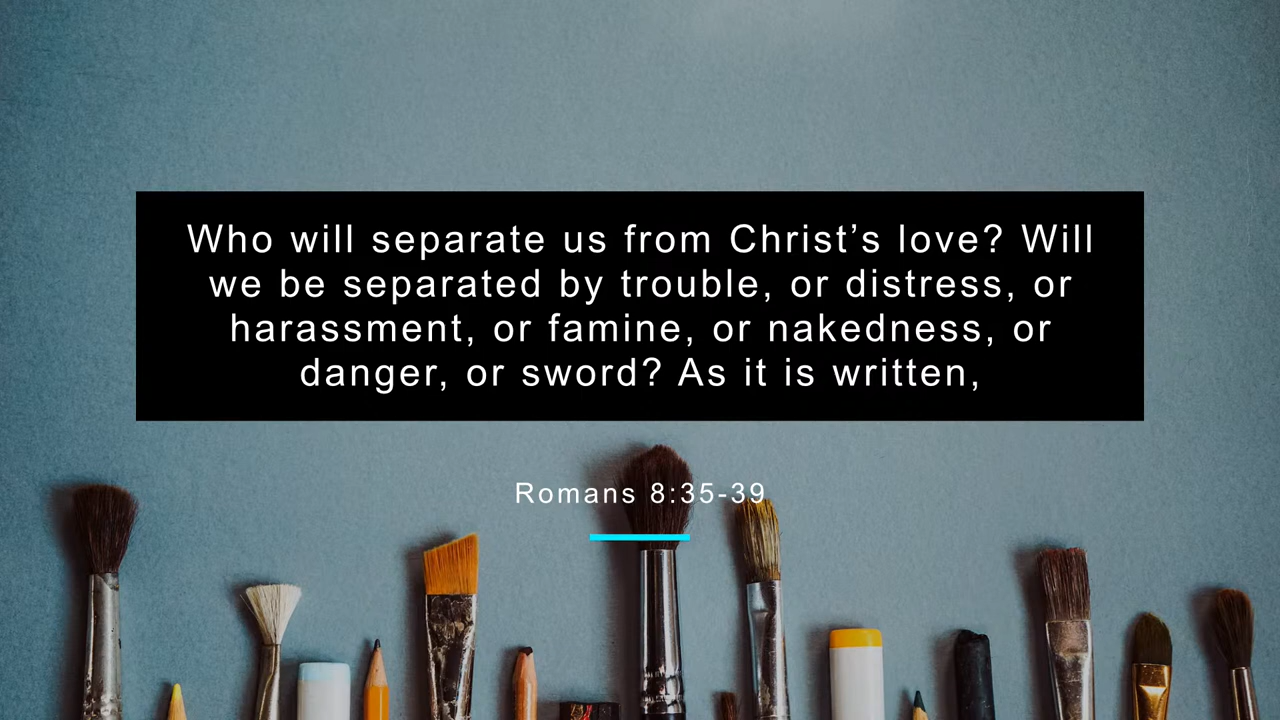 Who will separate us from Christ’s love? Will
we be separated by trouble, or distress, or
harassment, or famine, or nakedness, or
danger, or sword? As it is written,
Romans 8:35-39